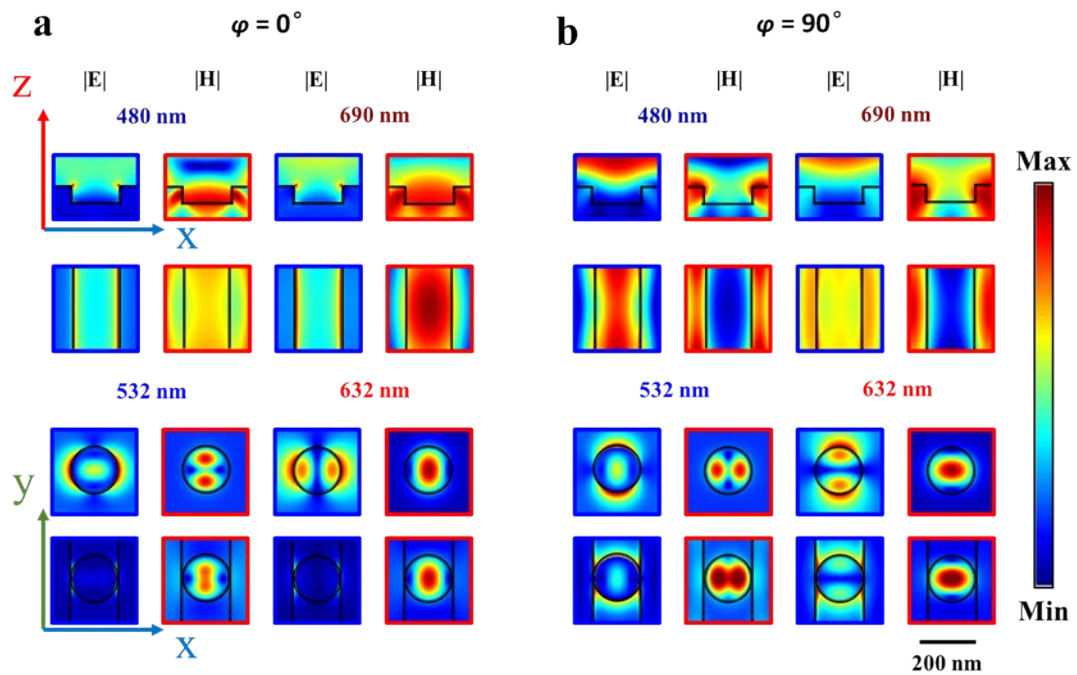 a
φ = 0°
b
φ = 90°
|E| |H| |E| |H|
|E| |H| |E| |H|
Z
480 nm 690 nm
480 nm 690 nm
Max
X
532 nm 632 nm
532 nm 632 nm
y
Min
X
200 nm